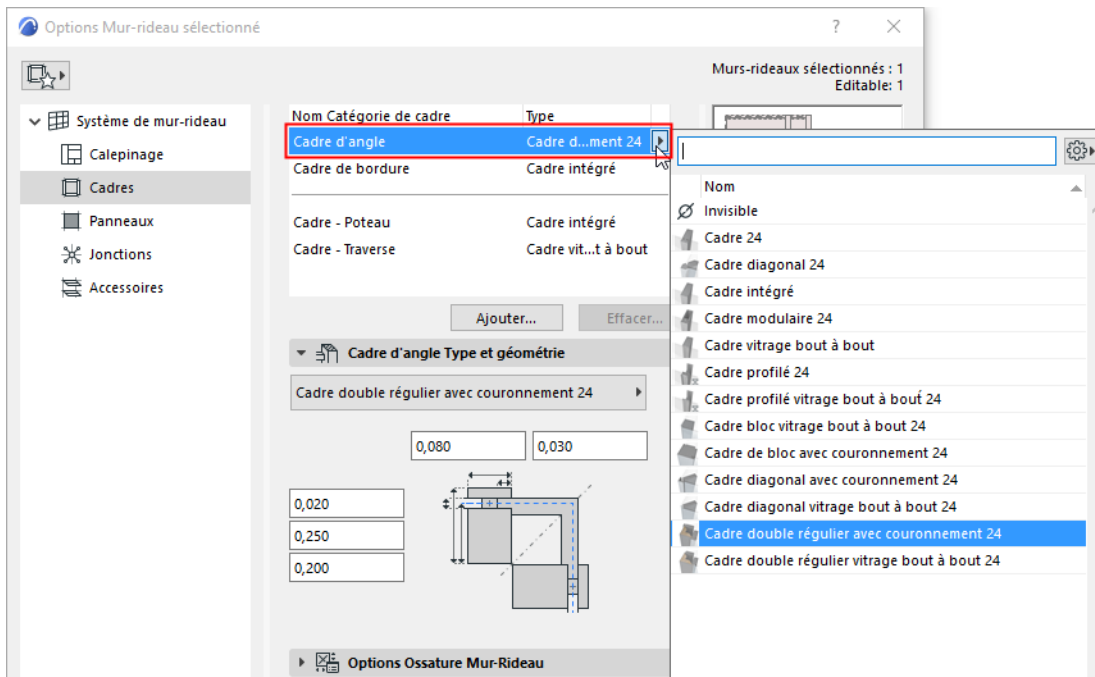 Options Mur-rideau sélectionné
?
Murs-rideaux sélectionnés : 1
Editable: 1
Système de mur-rideau
Calepinage
Cadres
Panneaux
Jonctions
Accessoires
Nom Catégorie de cadre Type
Cadre d'angle Cadre d...ment 24
Cadre de bordure Cadre intégré
Cadre - Poteau Cadre intégré
Cadre - Traverse Cadre vit...t à bout
Ajouter... Effacer...
Cadre d'angle Type et géométrie
Cadre double régulier avec couronnement 24
0,080 0,030
0,020
0,250
0,200
Options Ossature Mur-Rideau
Nom
Invisible
Cadre 24
Cadre diagonal 24
Cadre intégré
Cadre modulaire 24
Cadre vitrage bout à bout
Cadre profilé 24
Cadre profilé vitrage bout à bout 24
Cadre bloc vitrage bout à bout 24
Cadre de bloc avec couronnement 24
Cadre diagonal avec couronnement 24
Cadre diagonal vitrage bout à bout 24
Cadre double régulier avec couronnement 24
Cadre double régulier vitrage bout à bout 24